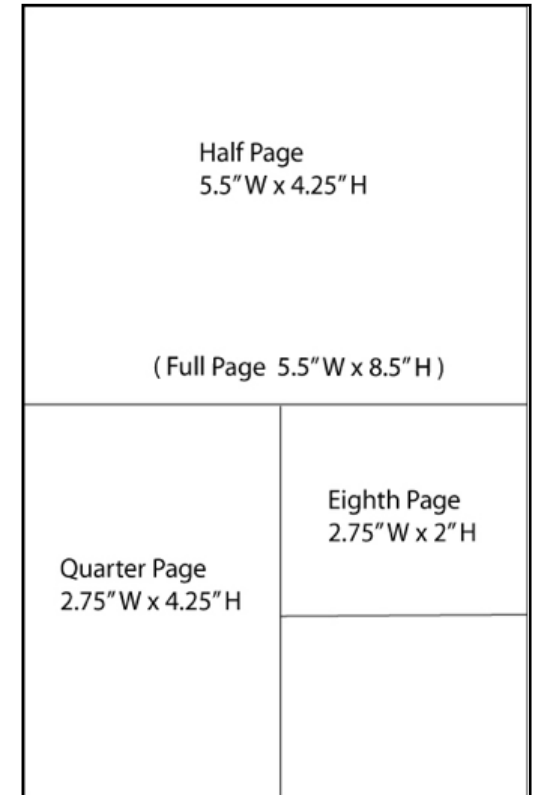 Half Page
5.5" W x 4.25" H
( Full Page 5.5" W x 8.5" H )
Eighth Page
2.75" W x 2" H
Quarter Page
2.75" W x 4.25" H